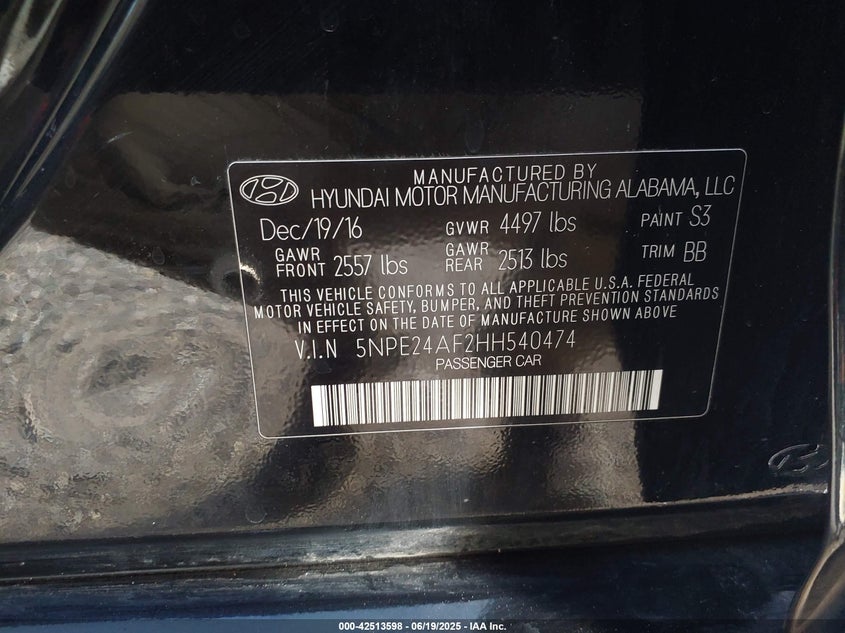 MANUFACTURED BY
HYUNDAI MOTOR MANUFACTURING ALABAMA, LLC
Dec/19/16 GVWR 4497 lbs PAINT S3
GAWR FRONT 2557 lbs GAWR REAR 2513 lbs TRIM BB
THIS VEHICLE CONFORMS TO ALL APPLICABLE U.S.A. FEDERAL
MOTOR VEHICLE SAFETY, BUMPER, AND THEFT PREVENTION STANDARDS
IN EFFECT ON THE DATE OF MANUFACTURE SHOWN ABOVE
V.I.N 5NPE24AF2HH540474
PASSENGER CAR
000-42513598 - 06/19/2025 - IAA Inc.